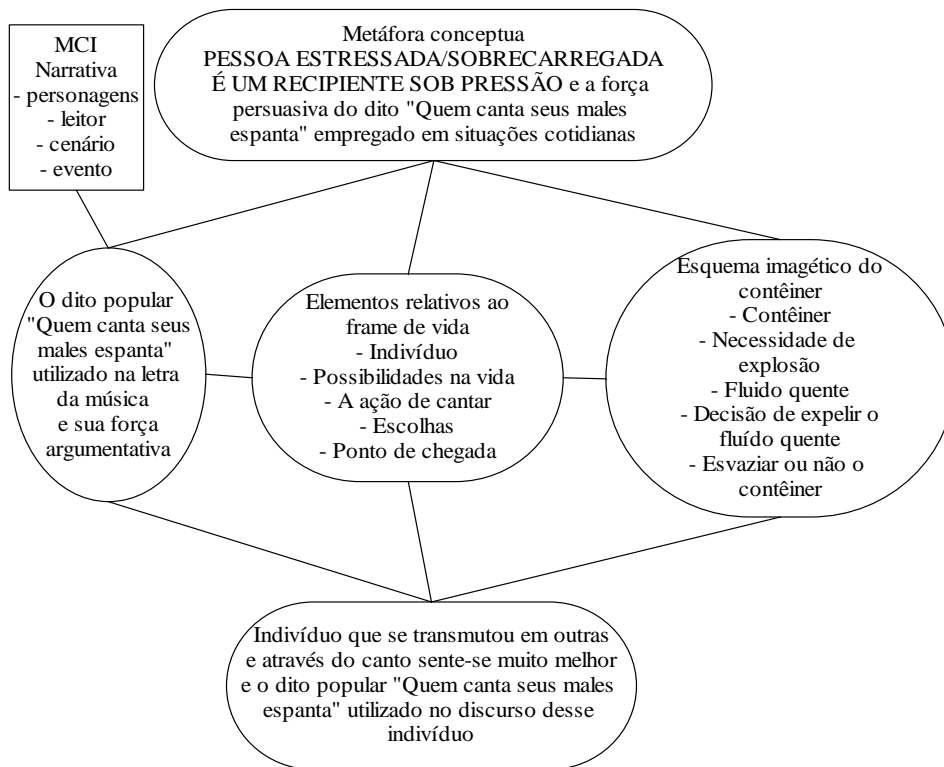 MCI
Narrativa
- personagens
- leitor
- cenário
- evento
Metáfora conceptua
PESSOA ESTRESSADA/SOBRECARREGADA
É UM RECIPIENTE SOB PRESSÃO e a força
persuasiva do dito "Quem canta seus males
espanta" empregado em situações cotidianas
O dito popular
"Quem canta seus
males espanta"
utilizado na letra
da música
e sua força
argumentativa
Elementos relativos ao
frame de vida
- Indivíduo
- Possibilidades na vida
- A ação de cantar
- Escolhas
- Ponto de chegada
Esquema imagético do
contêiner
- Contêiner
- Necessidade de
explosão
- Fluido quente
- Decisão de expelir o
fluído quente
- Esvaziar ou não o
contêiner
Indivíduo que se transmutou em outras
e através do canto sente-se muito melhor
e o dito popular "Quem canta seus males
espanta" utilizado no discurso desse
indivíduo